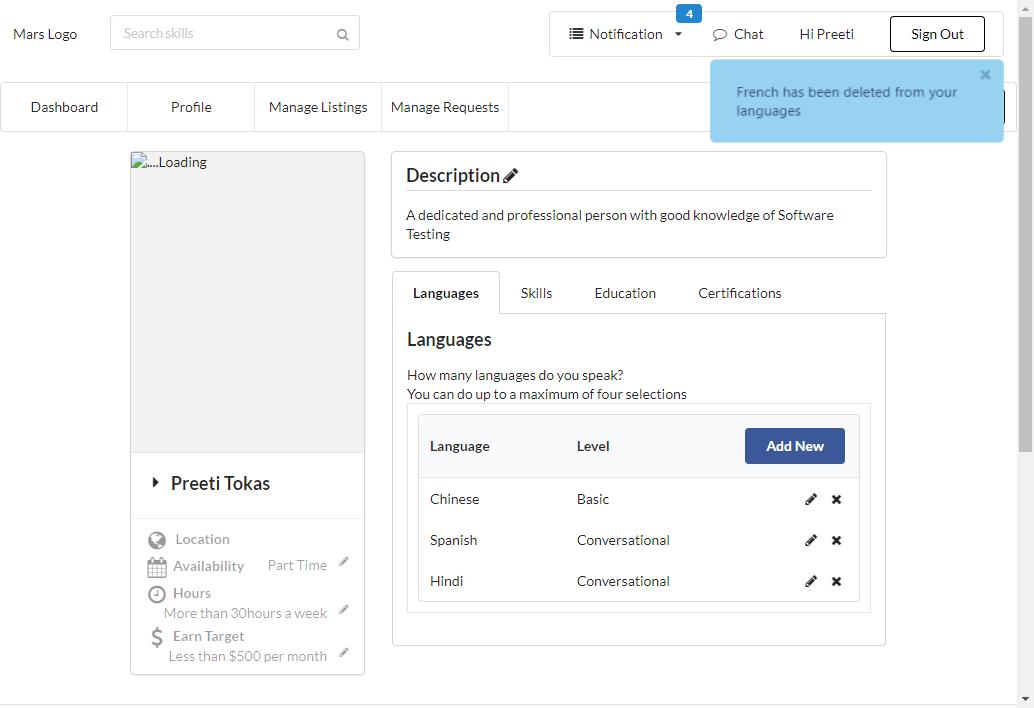 4
Mars Logo
Search skills
Notification
Chat
Hi Preeti
Sign Out
Dashboard
Profile
Manage Listings
Manage Requests
French has been deleted from your
languages
....Loading
Description
A dedicated and professional person with good knowledge of Software
Testing
Languages
Skills
Education
Certifications
Languages
How many languages do you speak?
You can do up to a maximum of four selections
Language
Level
Add New
Chinese
Basic
Spanish
Conversational
Hindi
Conversational
Preeti Tokas
Location
Availability
Part Time
Hours
More than 30hours a week
Earn Target
Less than $500 per month